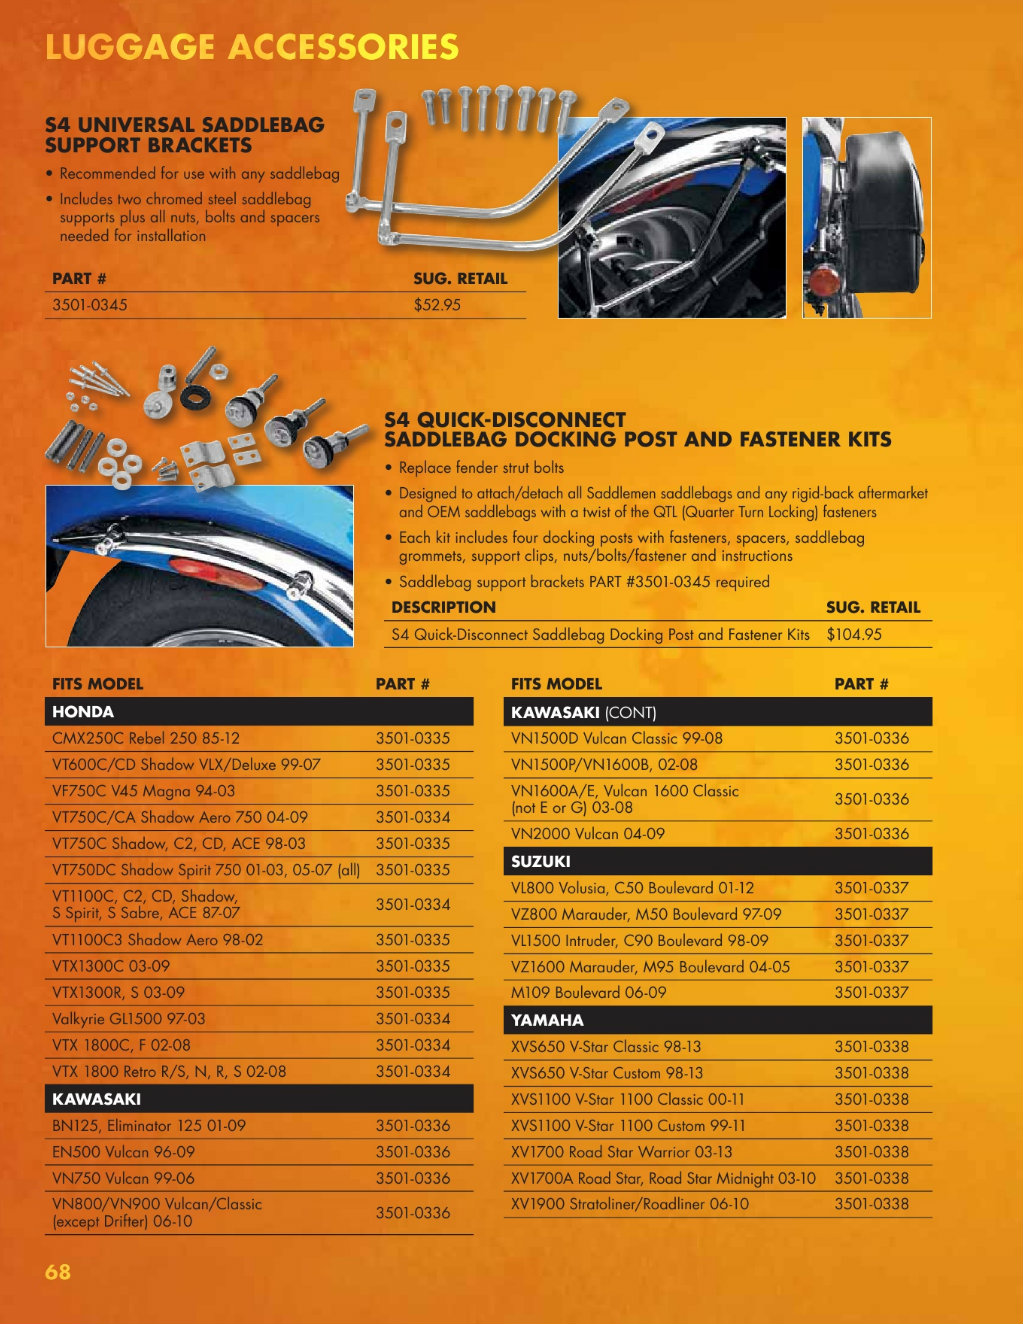 LUGGAGE ACCESSORIES
S4 UNIVERSAL SADDLEBAG
SUPPORT BRACKETS
• Recommended for use with any saddlebag
• Includes two chromed steel saddlebag
supports plus all nuts, bolts and spacers
needed for installation
PART # SUG. RETAIL
3501-0345 $52.95
S4 QUICK-DISCONNECT
SADDLEBAG DOCKING POST AND FASTENER KITS
• Replace fender strut bolts
• Designed to attach/detach all Saddlemen saddlebags and any rigid-back aftermarket
and OEM saddlebags with a twist of the QTL (Quarter Turn Locking) fasteners
• Each kit includes four docking posts with fasteners, spacers, saddlebag
grommets, support clips, nuts/bolts/fastener and instructions
• Saddlebag support brackets PART #3501-0345 required
DESCRIPTION SUG. RETAIL
S4 Quick-Disconnect Saddlebag Docking Post and Fastener Kits $104.95
FITS MODEL PART #
HONDA
CMX250C Rebel 250 85-12 3501-0335
VT600C/CD Shadow VLX/Deluxe 99-07 3501-0335
VF750C V45 Magna 94-03 3501-0335
VT750C/CA Shadow Aero 750 04-09 3501-0334
VT750C Shadow, C2, CD, ACE 98-03 3501-0335
VT750DC Shadow Spirit 750 01-03, 05-07 (all) 3501-0335
VT1100C, C2, CD, Shadow,
S Spirit, S Sabre, ACE 87-07 3501-0334
VT1100C3 Shadow Aero 98-02 3501-0335
VTX1300C 03-09 3501-0335
VTX1300R, S 03-09 3501-0335
Valkyrie GL1500 97-03 3501-0334
VTX 1800C, F 02-08 3501-0334
VTX 1800 Retro R/S, N, R, S 02-08 3501-0334
KAWASAKI
BN125, Eliminator 125 01-09 3501-0336
EN500 Vulcan 96-09 3501-0336
VN750 Vulcan 99-06 3501-0336
VN800/VN900 Vulcan/Classic
(except Drifter) 06-10 3501-0336
FITS MODEL PART #
KAWASAKI (CONT)
VN1500D Vulcan Classic 99-08 3501-0336
VN1500P/VN1600B, 02-08 3501-0336
VN1600A/E, Vulcan 1600 Classic
(not E or G) 03-08 3501-0336
VN2000 Vulcan 04-09 3501-0336
SUZUKI
VL800 Volusia, C50 Boulevard 01-12 3501-0337
VZ800 Marauder, M50 Boulevard 97-09 3501-0337
VL1500 Intruder, C90 Boulevard 98-09 3501-0337
VZ1600 Marauder, M95 Boulevard 04-05 3501-0337
M109 Boulevard 06-09 3501-0337
YAMAHA
XVS650 V-Star Classic 98-13 3501-0338
XVS650 V-Star Custom 98-13 3501-0338
XVS1100 V-Star 1100 Classic 00-11 3501-0338
XVS1100 V-Star 1100 Custom 99-11 3501-0338
XV1700 Road Star Warrior 03-13 3501-0338
XV1700A Road Star, Road Star Midnight 03-10 3501-0338
XV1900 Stratoliner/Roadliner 06-10 3501-0338
68